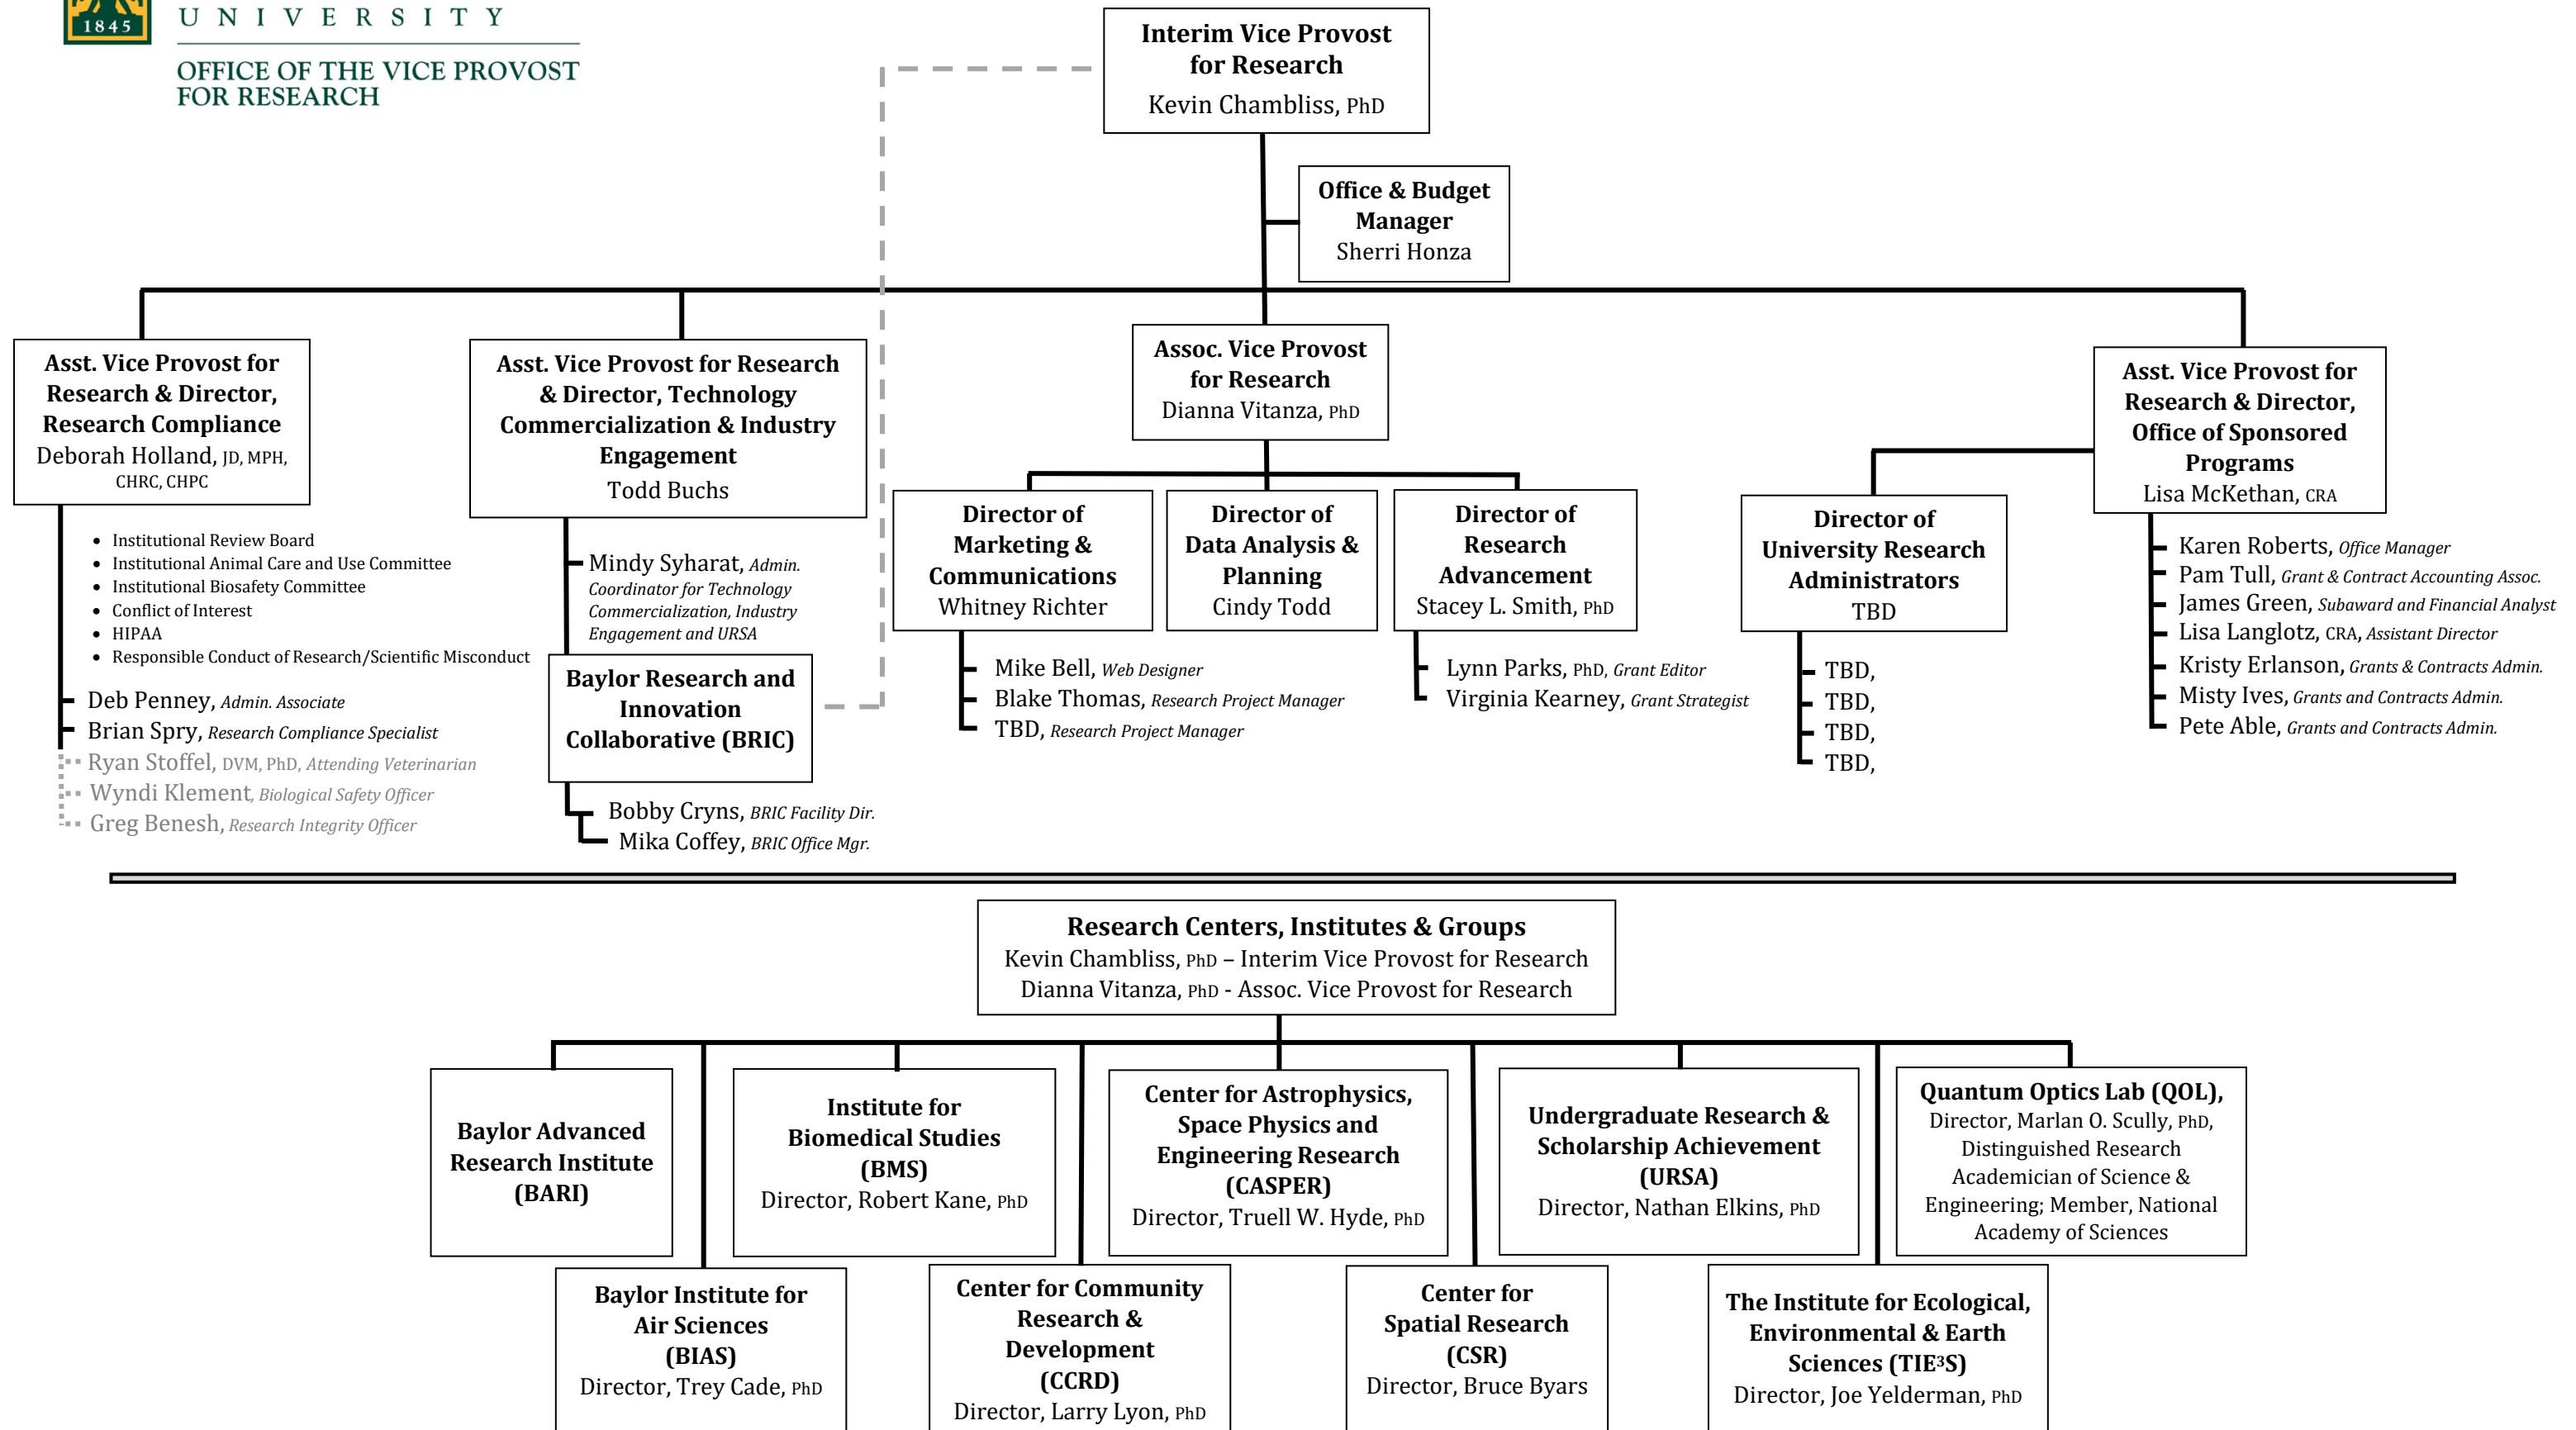 1845
UNIVERSITY
OFFICE OF THE VICE PROVOST
FOR RESEARCH
Interim Vice Provost
for Research
Kevin Chambliss, PhD
Office & Budget
Manager
Sherri Honza
Asst. Vice Provost for
Research & Director,
Research Compliance
Deborah Holland, JD, MPH,
CHRC, CHPC
• Institutional Review Board
• Institutional Animal Care and Use Committee
• Institutional Biosafety Committee
• Conflict of Interest
• HIPAA
• Responsible Conduct of Research/Scientific Misconduct
Deb Penney, Admin. Associate
Brian Spry, Research Compliance Specialist
Ryan Stoffel, DVM, PhD, Attending Veterinarian
Wyndi Klement, Biological Safety Officer
Greg Benesh, Research Integrity Officer
Asst. Vice Provost for Research
& Director, Technology
Commercialization & Industry
Engagement
Todd Buchs
Mindy Syharat, Admin.
Coordinator for Technology
Commercialization, Industry
Engagement and URSA
Baylor Research and
Innovation
Collaborative (BRIC)
Bobby Cryns, BRIC Facility Dir.
Mika Coffey, BRIC Office Mgr.
Assoc. Vice Provost
for Research
Dianna Vitanza, PhD
Director of
Marketing &
Communications
Whitney Richter
Mike Bell, Web Designer
Blake Thomas, Research Project Manager
TBD, Research Project Manager
Director of
Data Analysis &
Planning
Cindy Todd
Director of
Research
Advancement
Stacey L. Smith, PhD
Lynn Parks, PhD, Grant Editor
Virginia Kearney, Grant Strategist
Director of
University Research
Administrators
TBD
TBD,
TBD,
TBD,
TBD,
Asst. Vice Provost for
Research & Director,
Office of Sponsored
Programs
Lisa McKethan, CRA
Karen Roberts, Office Manager
Pam Tull, Grant & Contract Accounting Assoc.
James Green, Subaward and Financial Analyst
Lisa Langlotz, CRA, Assistant Director
Kristy Erlanson, Grants & Contracts Admin.
Misty Ives, Grants and Contracts Admin.
Pete Able, Grants and Contracts Admin.
Research Centers, Institutes & Groups
Kevin Chambliss, PhD – Interim Vice Provost for Research
Dianna Vitanza, PhD - Assoc. Vice Provost for Research
Baylor Advanced
Research Institute
(BARI)
Institute for
Biomedical Studies
(BMS)
Director, Robert Kane, PhD
Center for Astrophysics,
Space Physics and
Engineering Research
(CASPER)
Director, Truell W. Hyde, PhD
Undergraduate Research &
Scholarship Achievement
(URSA)
Director, Nathan Elkins, PhD
Quantum Optics Lab (QOL),
Director, Marlan O. Scully, PhD,
Distinguished Research
Academician of Science &
Engineering; Member, National
Academy of Sciences
Baylor Institute for
Air Sciences
(BIAS)
Director, Trey Cade, PhD
Center for Community
Research &
Development
(CCRD)
Director, Larry Lyon, PhD
Center for
Spatial Research
(CSR)
Director, Bruce Byars
The Institute for Ecological,
Environmental & Earth
Sciences (TIE³S)
Director, Joe Yelderman, PhD